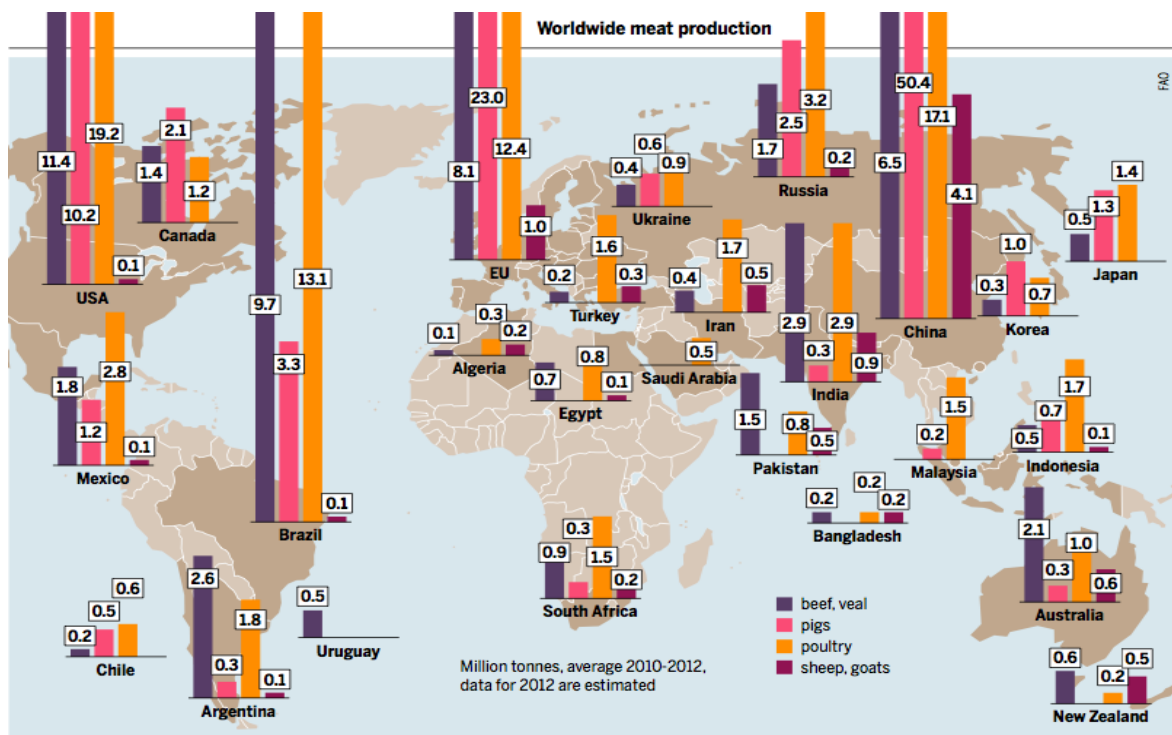 Worldwide meat production
FAO
11.4
10.2
19.2
0.1
USA
1.4
2.1
1.2
Canada
9.7
3.3
13.1
0.1
Brazil
8.1
23.0
12.4
1.0
EU
0.4
0.6
0.9
Ukraine
1.7
2.5
3.2
0.2
Russia
6.5
50.4
17.1
4.1
China
0.5
1.3
1.4
Japan
0.3
1.0
0.7
Korea
0.2
1.6
0.3
Turkey
0.4
1.7
0.5
Iran
2.9
0.3
2.9
0.9
India
0.1
0.3
0.2
Algeria
0.7
0.8
0.1
Egypt
0.5
Saudi Arabia
1.8
1.2
2.8
0.1
Mexico
1.5
0.8
0.5
Pakistan
0.2
1.5
Malaysia
0.5
0.7
1.7
0.1
Indonesia
0.2
0.2
0.2
Bangladesh
0.9
0.3
1.5
0.2
South Africa
2.1
0.3
1.0
0.6
Australia
0.2
0.5
0.6
Chile
2.6
0.3
1.8
0.1
Argentina
0.5
Uruguay
0.6
0.2
0.5
New Zealand
beef, veal
pigs
poultry
sheep, goats
Million tonnes, average 2010-2012,
data for 2012 are estimated